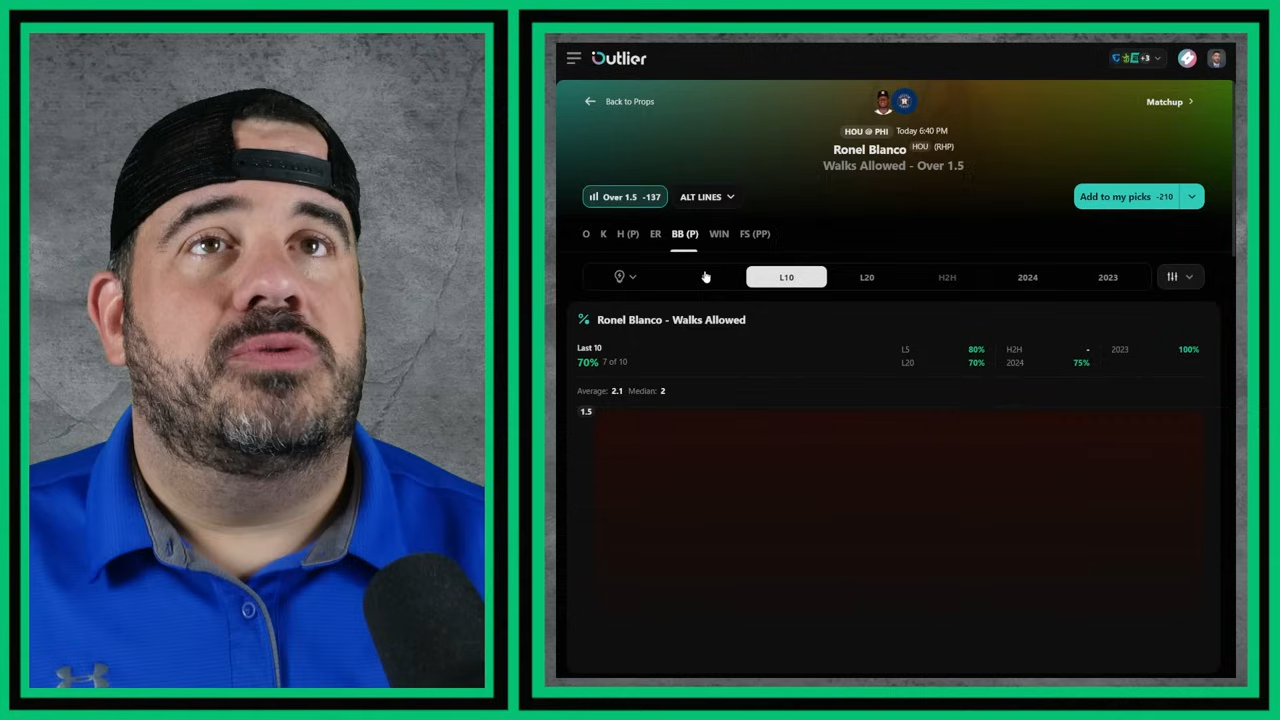 Outlier
+3
Back to Props
Matchup
HOU @ PHI Today 6:40 PM
Ronel Blanco HOU (RHP)
Walks Allowed - Over 1.5
Over 1.5 -137 ALT LINES
Add to my picks -210
O K H (P) ER BB (P) WIN FS (PP)
L10 L20 H2H 2024 2023
Ronel Blanco - Walks Allowed
Last 10
70% 7 of 10
L5 80% H2H - 2023 100%
L20 70% 2024 75%
Average: 2.1 Median: 2
1.5